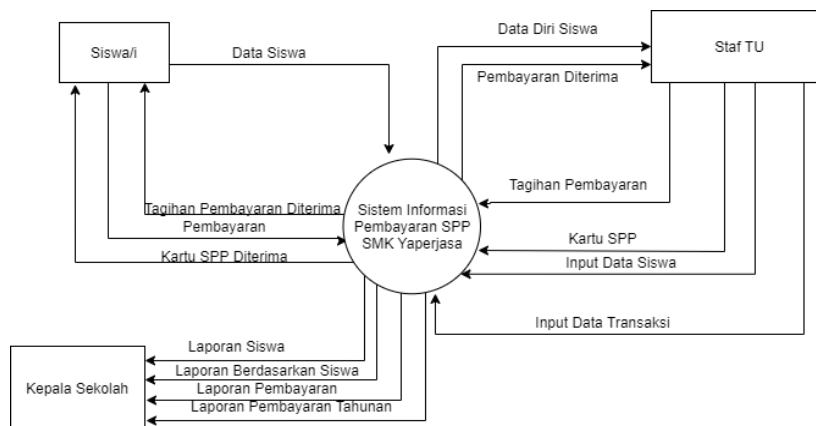 Siswa/i
Data Siswa
Data Diri Siswa
Staf TU
Pembayaran Diterima
Tagihan Pembayaran
Tagihan Pembayaran Diterima
Pembayaran
Kartu SPP Diterima
Sistem Informasi
Pembayaran SPP
SMK Yaperjasa
Kartu SPP
Input Data Siswa
Input Data Transaksi
Laporan Siswa
Laporan Berdasarkan Siswa
Laporan Pembayaran
Laporan Pembayaran Tahunan
Kepala Sekolah